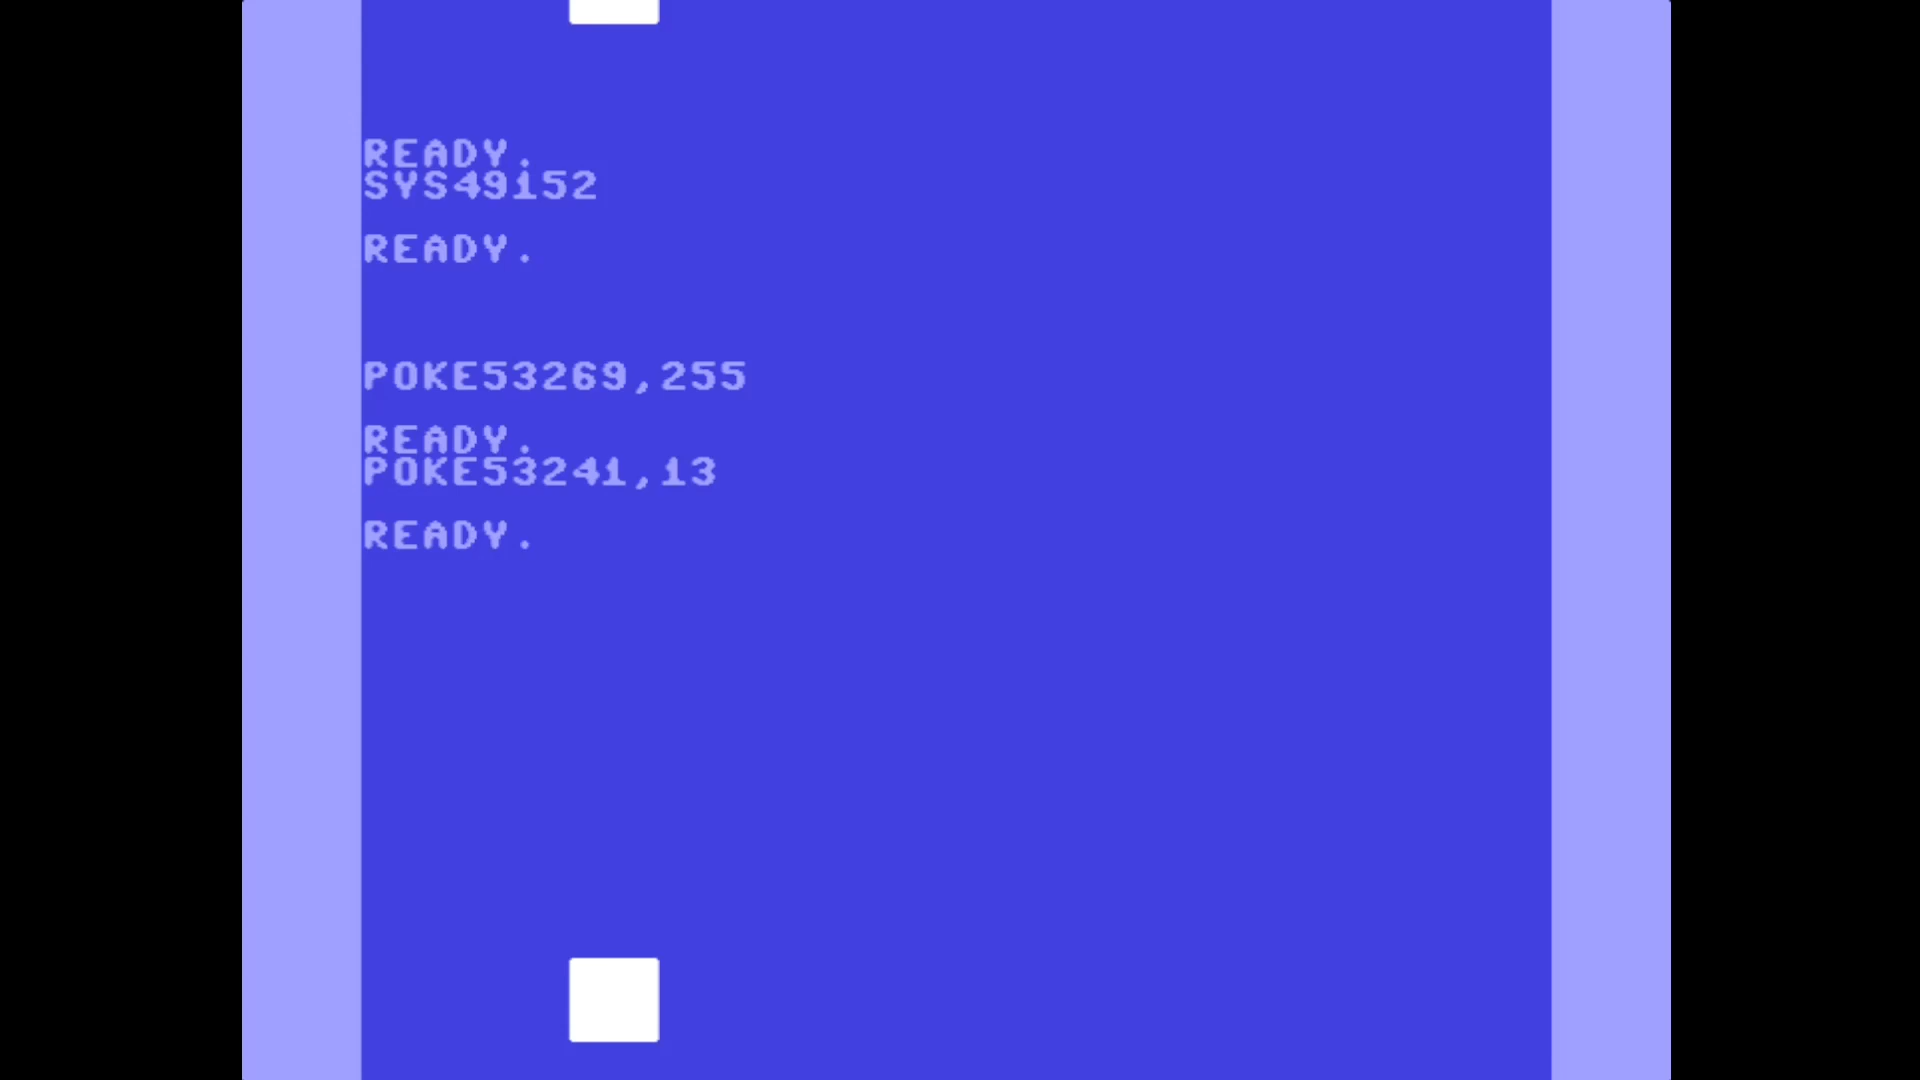 READY.
SYS49152
READY.
POKE53269,255
READY.
POKE53241,13
READY.